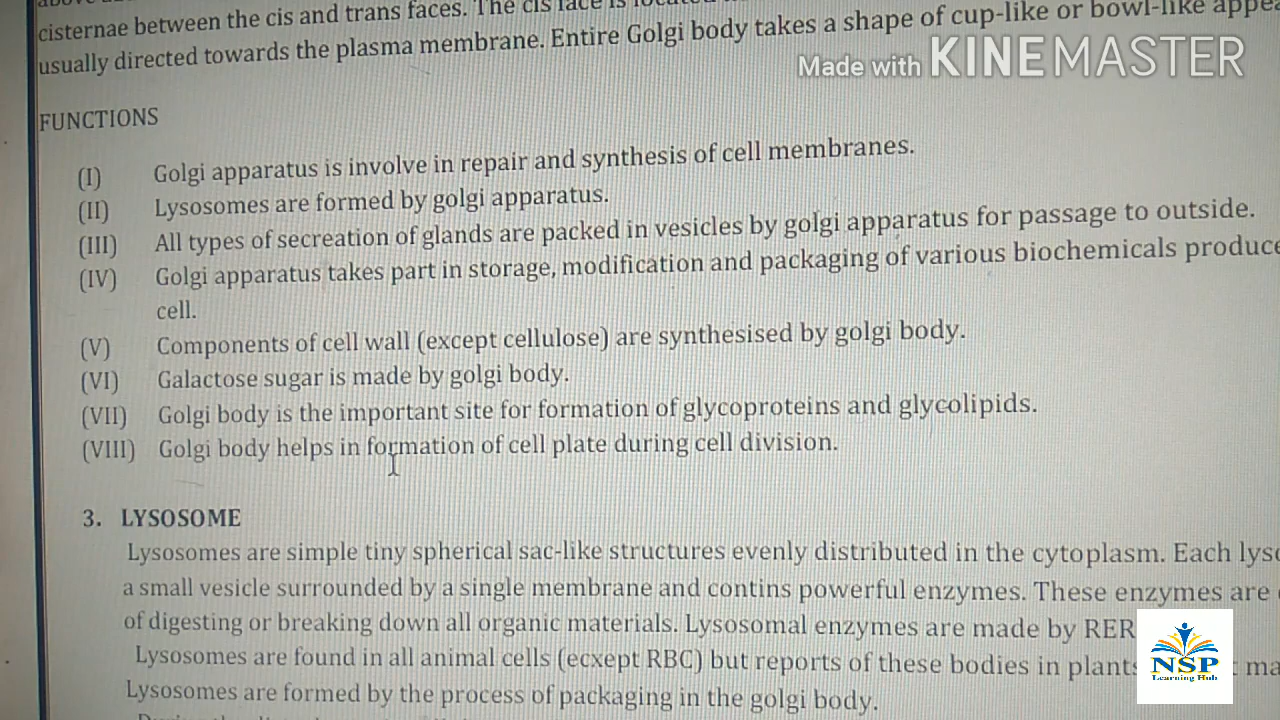 cisternae between the cis and trans faces. The cis face is
usually directed towards the plasma membrane. Entire Golgi body takes a shape of cup-like or bowl-like
Made with KINEMASTER
FUNCTIONS
(I) Golgi apparatus is involve in repair and synthesis of cell membranes.
(II) Lysosomes are formed by golgi apparatus.
(III) All types of secreation of glands are packed in vesicles by golgi apparatus for passage to outside.
(IV) Golgi apparatus takes part in storage, modification and packaging of various biochemicals produce
cell.
(V) Components of cell wall (except cellulose) are synthesised by golgi body.
(VI) Galactose sugar is made by golgi body.
(VII) Golgi body is the important site for formation of glycoproteins and glycolipids.
(VIII) Golgi body helps in formation of cell plate during cell division.
3. LYSOSOME
Lysosomes are simple tiny spherical sac-like structures evenly distributed in the cytoplasm. Each lyso
a small vesicle surrounded by a single membrane and contins powerful enzymes. These enzymes are
of digesting or breaking down all organic materials. Lysosomal enzymes are made by RER
Lysosomes are found in all animal cells (ecxept RBC) but reports of these bodies in plants
Lysosomes are formed by the process of packaging in the golgi body.
NSP
Learning Hub